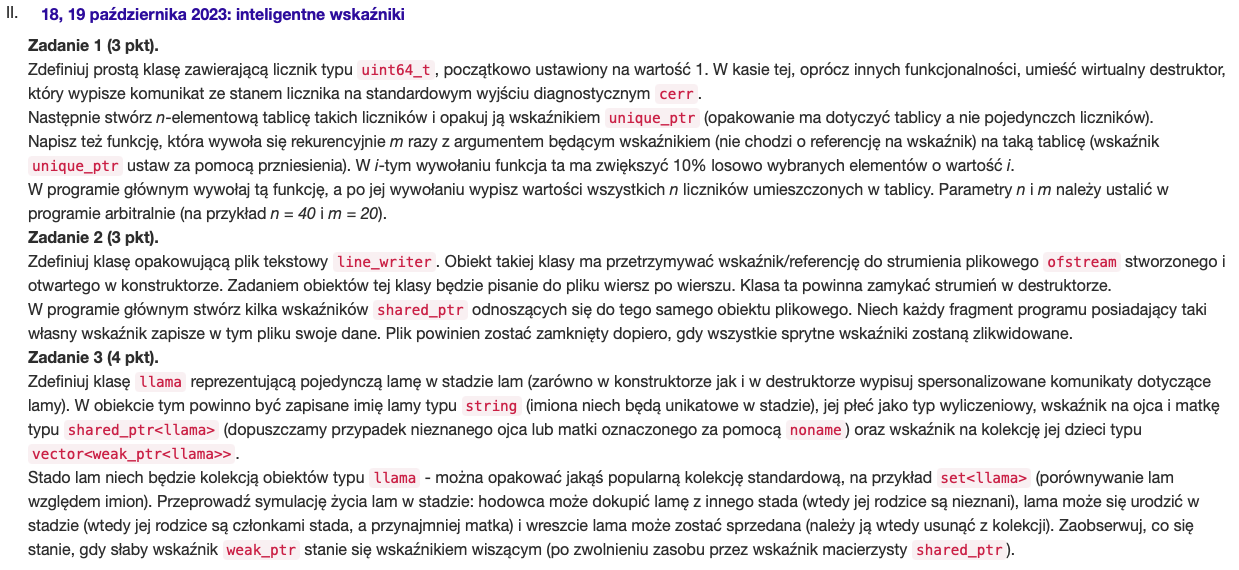 II. 18, 19 października 2023: inteligentne wskaźniki
Zadanie 1 (3 pkt).
Zdefiniuj prostą klasę zawierającą licznik typu uint64_t, początkowo ustawiony na wartość 1. W kasie tej, oprócz innych funkcjonalności, umieść wirtualny destruktor,
który wypisze komunikat ze stanem licznika na standardowym wyjściu diagnostycznym cerr.
Następnie stwórz n-elementową tablicę takich liczników i opakuj ją wskaźnikiem unique_ptr (opakowanie ma dotyczyć tablicy a nie pojedynczch liczników).
Napisz też funkcję, która wywoła się rekurencyjnie m razy z argumentem będącym wskaźnikiem (nie chodzi o referencję na wskaźnik) na taką tablicę (wskaźnik
unique_ptr ustaw za pomocą przniesienia). W i-tym wywołaniu funkcja ta ma zwiększyć 10% losowo wybranych elementów o wartość i.
W programie głównym wywołaj tą funkcję, a po jej wywołaniu wypisz wartości wszystkich n liczników umieszczonych w tablicy. Parametry n i m należy ustalić w
programie arbitralnie (na przykład n = 40 i m = 20).
Zadanie 2 (3 pkt).
Zdefiniuj klasę opakowującą plik tekstowy line_writer. Obiekt takiej klasy ma przetrzymywać wskaźnik/referencję do strumienia plikowego ofstream stworzonego i
otwartego w konstruktorze. Zadaniem obiektów tej klasy będzie pisanie do pliku wiersz po wierszu. Klasa ta powinna zamykać strumień w destruktorze.
W programie głównym stwórz kilka wskaźników shared_ptr odnoszących się do tego samego obiektu plikowego. Niech każdy fragment programu posiadający taki
własny wskaźnik zapisze w tym pliku swoje dane. Plik powinien zostać zamknięty dopiero, gdy wszystkie sprytne wskaźniki zostaną zlikwidowane.
Zadanie 3 (4 pkt).
Zdefiniuj klasę llama reprezentującą pojedynczą lamę w stadzie lam (zarówno w konstruktorze jak i w destruktorze wypisuj spersonalizowane komunikaty dotyczące
lamy). W obiekcie tym powinno być zapisane imię lamy typu string (imiona niech będą unikatowe w stadzie), jej płeć jako typ wyliczeniowy, wskaźnik na ojca i matkę
typu shared_ptr<llama> (dopuszczamy przypadek nieznanego ojca lub matki oznaczonego za pomocą noname) oraz wskaźnik na kolekcję jej dzieci typu
vector<weak_ptr<llama>>.
Stado lam niech będzie kolekcją obiektów typu llama - można opakować jakąś popularną kolekcję standardową, na przykład set<llama> (porównywanie lam
względem imion). Przeprowadź symulację życia lam w stadzie: hodowca może dokupić lamę z innego stada (wtedy jej rodzice są nieznani), lama może się urodzić w
stadzie (wtedy jej rodzice są członkami stada, a przynajmniej matka) i wreszcie lama może zostać sprzedana (należy ją wtedy usunąć z kolekcji). Zaobserwuj, co się
stanie, gdy słaby wskaźnik weak_ptr stanie się wskaźnikiem wiszącym (po zwolnieniu zasobu przez wskaźnik macierzysty shared_ptr).